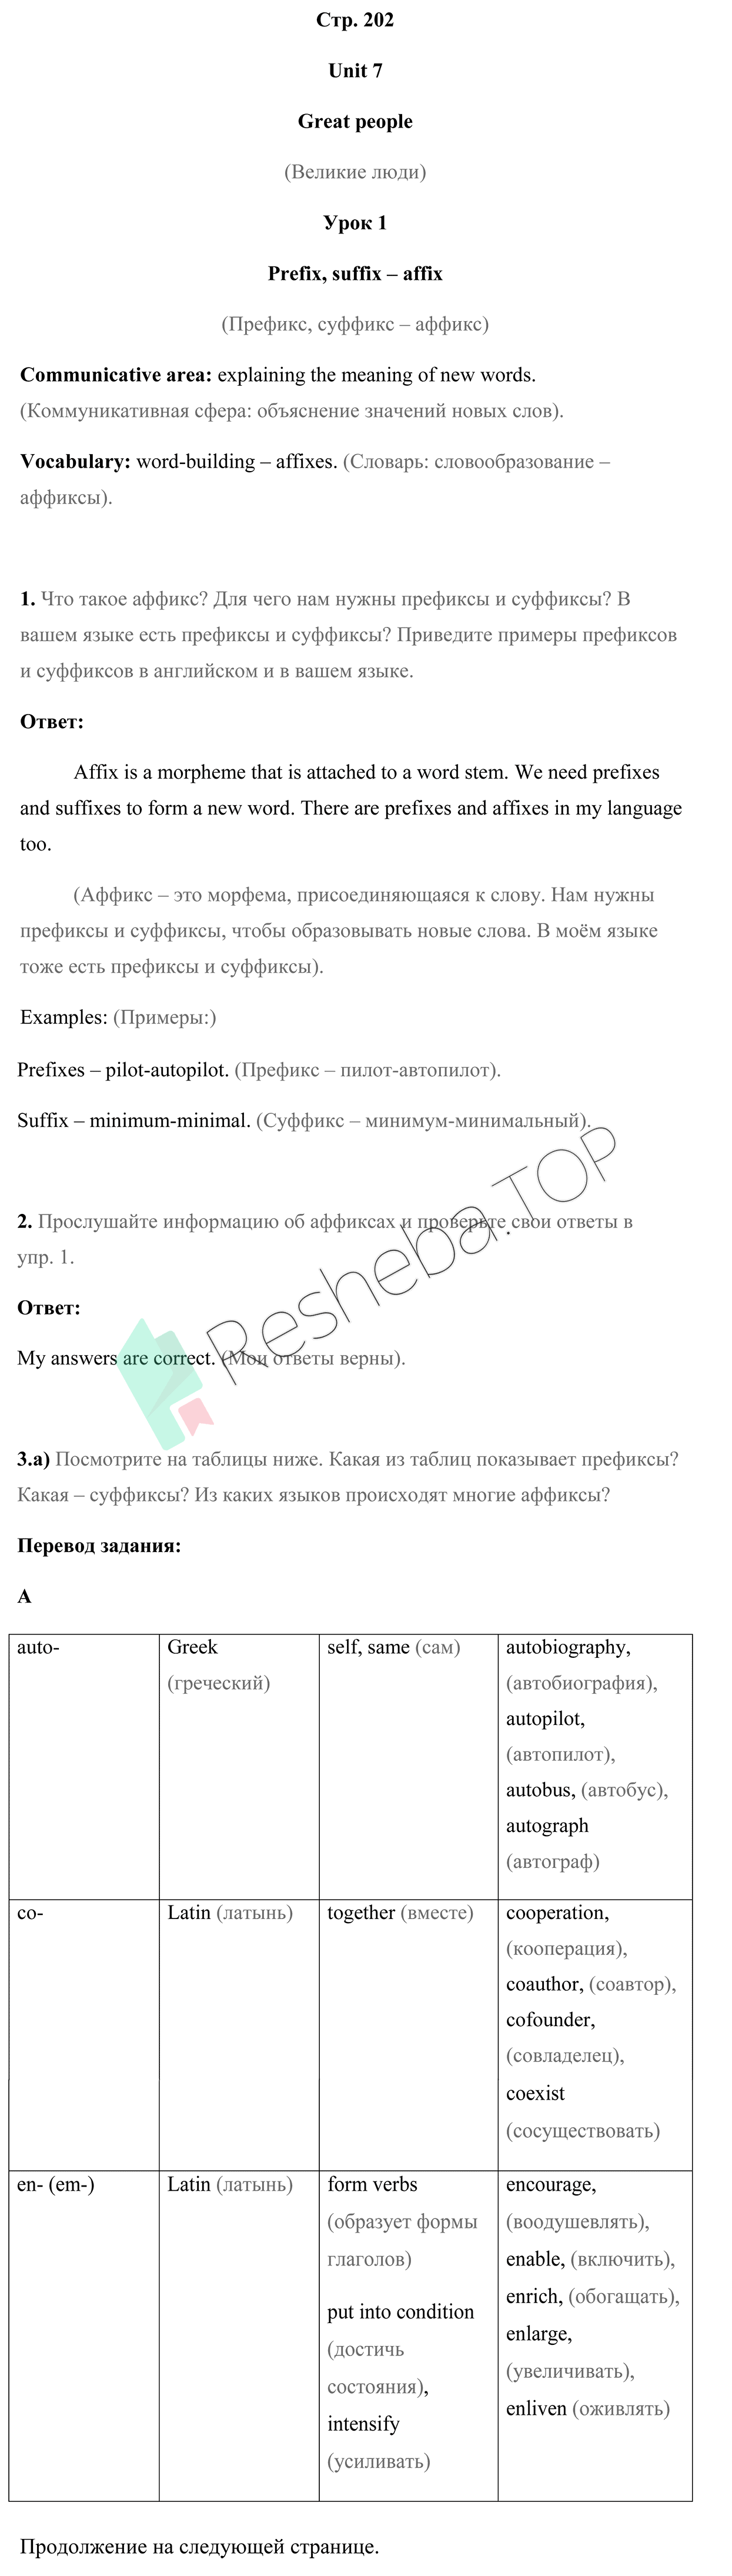 Стр. 202
Unit 7
Great people
(Великие люди)
Урок 1
Prefix, suffix – affix
(Префикс, суффикс – аффикс)
Communicative area: explaining the meaning of new words.
(Коммуникативная сфера: объяснение значений новых слов).
Vocabulary: word-building – affixes. (Словарь: словообразование –
аффиксы).
1. Что такое аффикс? Для чего нам нужны префиксы и суффиксы? В
вашем языке есть префиксы и суффиксы? Приведите примеры префиксов
и суффиксов в английском и в вашем языке.
Ответ:
Affix is a morpheme that is attached to a word stem. We need prefixes
and suffixes to form a new word. There are prefixes and affixes in my language
too.
(Аффикс – это морфема, присоединяющаяся к слову. Нам нужны
префиксы и суффиксы, чтобы образовывать новые слова. В моём языке
тоже есть префиксы и суффиксы).
Examples: (Примеры:)
Prefixes – pilot-autopilot. (Префикс – пилот-автопилот).
Suffix – minimum-minimal. (Суффикс – минимум-минимальный).
2. Прослушайте информацию об аффиксах и проверьте свои ответы в
упр. 1.
Ответ:
My answers are correct. (Мои ответы верны).
Resheba.TOP
3.a) Посмотрите на таблицы ниже. Какая из таблиц показывает префиксы?
Какая – суффиксы? Из каких языков происходят многие аффиксы?
Перевод задания:
A
auto-
Greek
(греческий)
self, same (сам)
autobiography,
(автобиография),
autopilot,
(автопилот),
autobus, (автобус),
autograph
(автограф)
co-
Latin (латынь)
together (вместе)
cooperation,
(кооперация),
coauthor, (соавтор),
cofounder,
(совладелец),
coexist
(сосуществовать)
en- (em-)
Latin (латынь)
form verbs
(образует формы
глаголов)
put into condition
(достичь
состояния),
intensify
(усиливать)
encourage,
(воодушевлять),
enable, (включить),
enrich, (обогащать),
enlarge,
(увеличивать),
enliven (оживлять)
Продолжение на следующей странице.